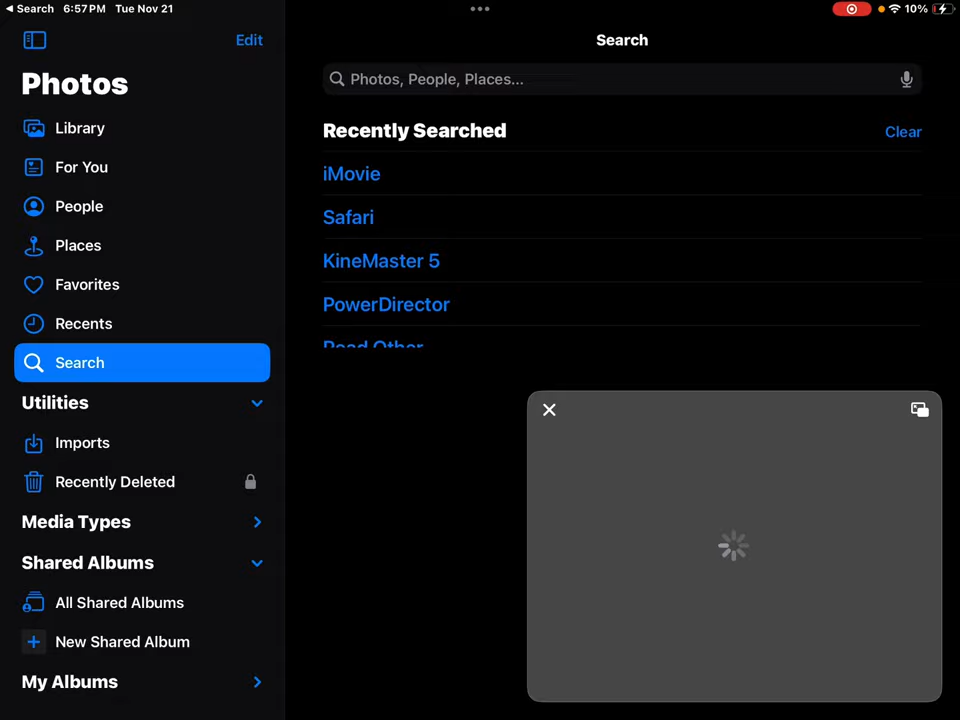 Search 6:57 PM Tue Nov 21
10%
Edit
Photos
Library
For You
People
Places
Favorites
Recents
Search
Utilities
Imports
Recently Deleted
Media Types
Shared Albums
All Shared Albums
New Shared Album
My Albums
Search
Photos, People, Places...
Recently Searched
Clear
iMovie
Safari
KineMaster 5
PowerDirector